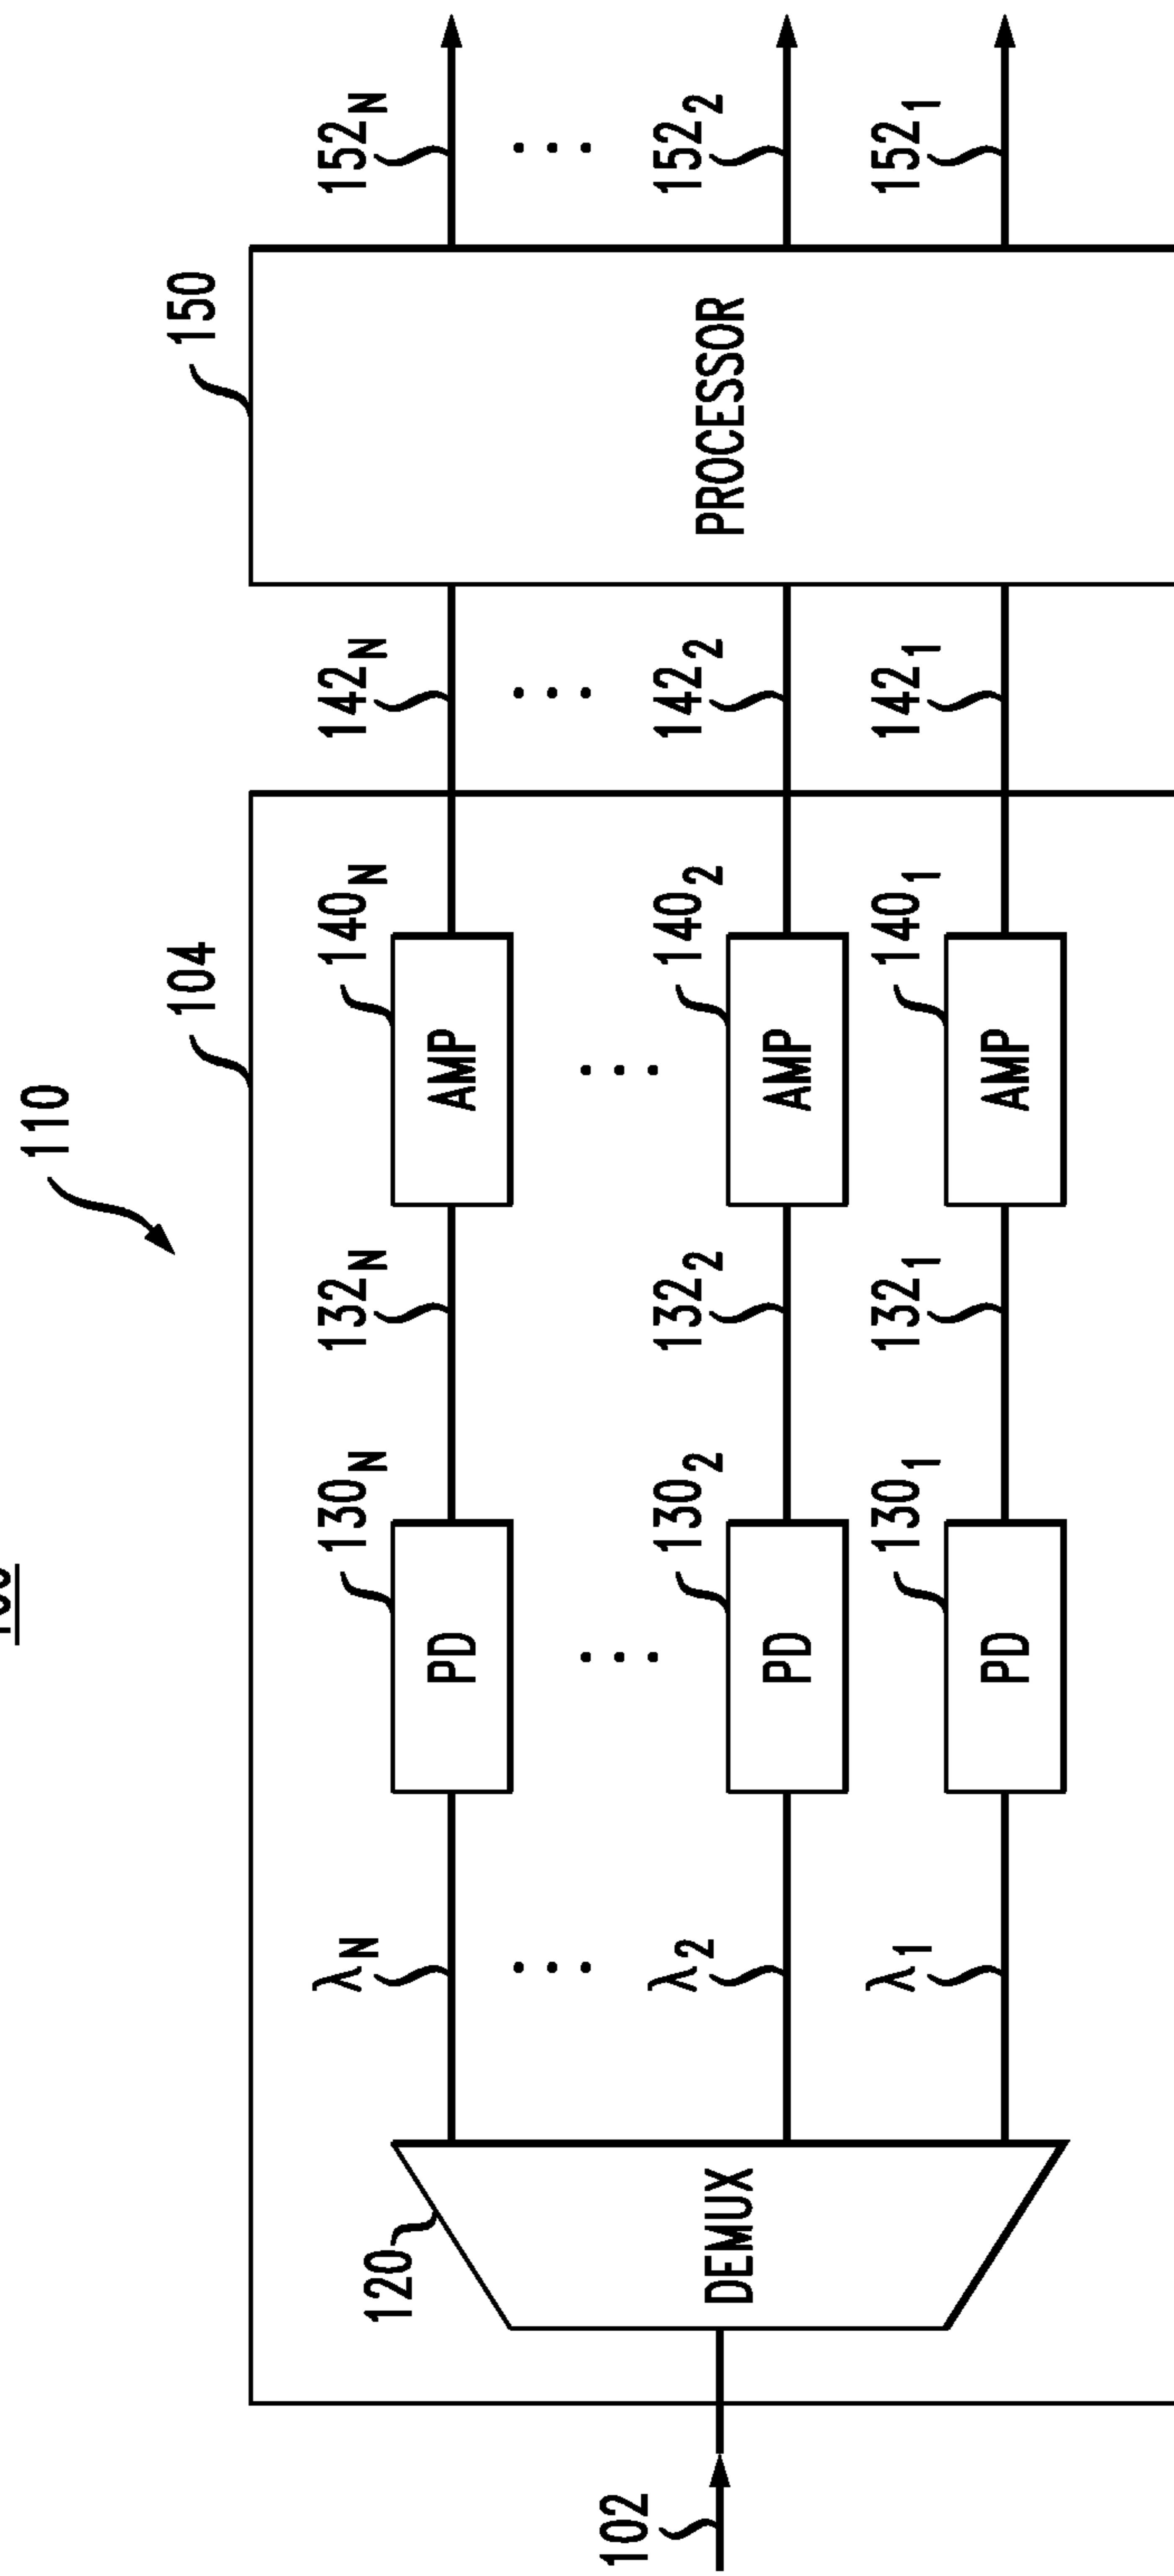 110
104
150
λN
130N
132N
140N
142N
152N
PD
AMP
120
DEMUX
102
λ2
1302
1322
1402
1422
1522
PD
AMP
PROCESSOR
λ1
1301
1321
1401
1421
1521
PD
AMP